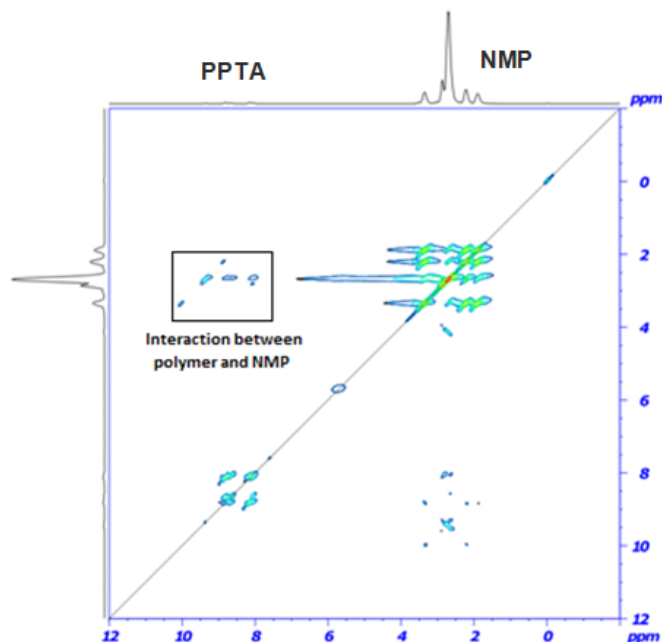 PPTA
NMP
ppm
0
2
4
6
8
10
12
Interaction between
polymer and NMP
12 10 8 6 4 2 0 ppm